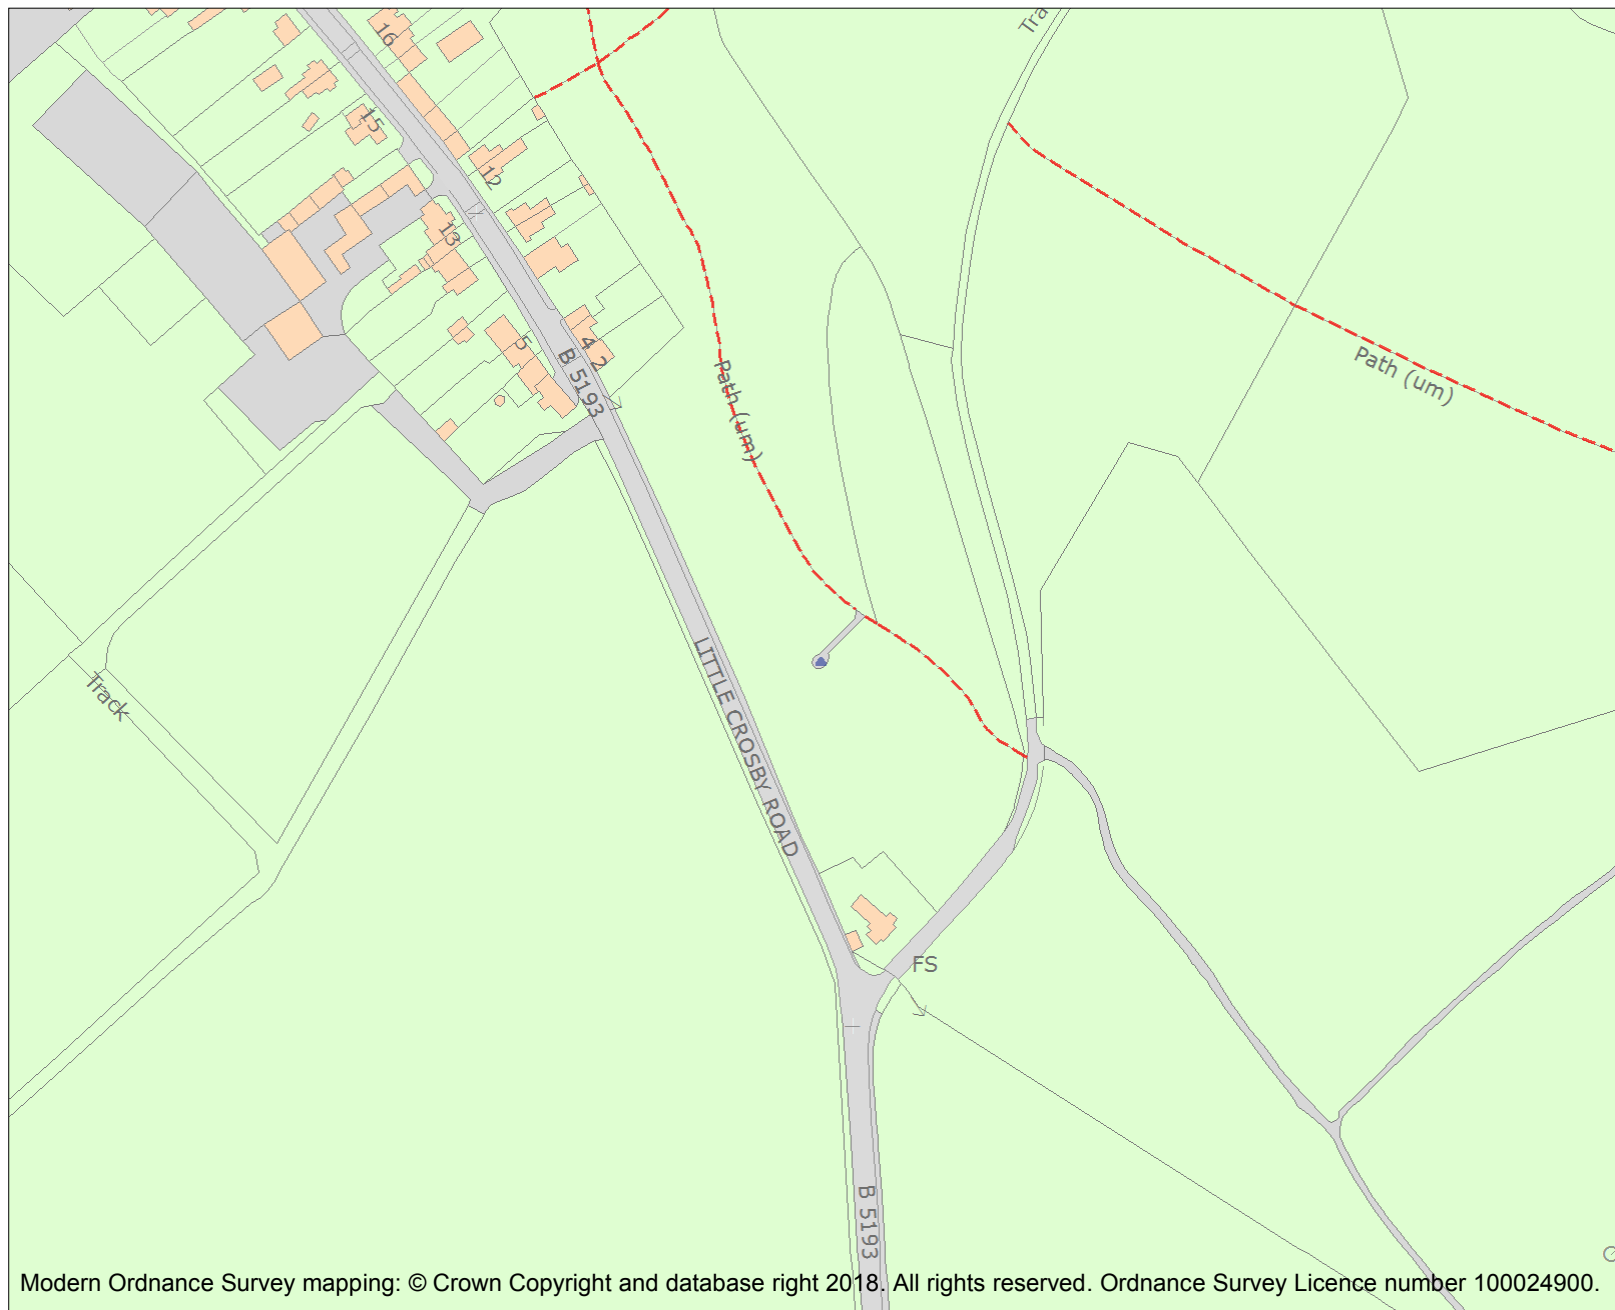 Tra
16
15
12
13
5
4 2
B 5193
Path (um)
Path (um)
Track
LITTLE CROSBY ROAD
FS
B 5193
Modern Ordnance Survey mapping: © Crown Copyright and database right 2018. All rights reserved. Ordnance Survey Licence number 100024900.